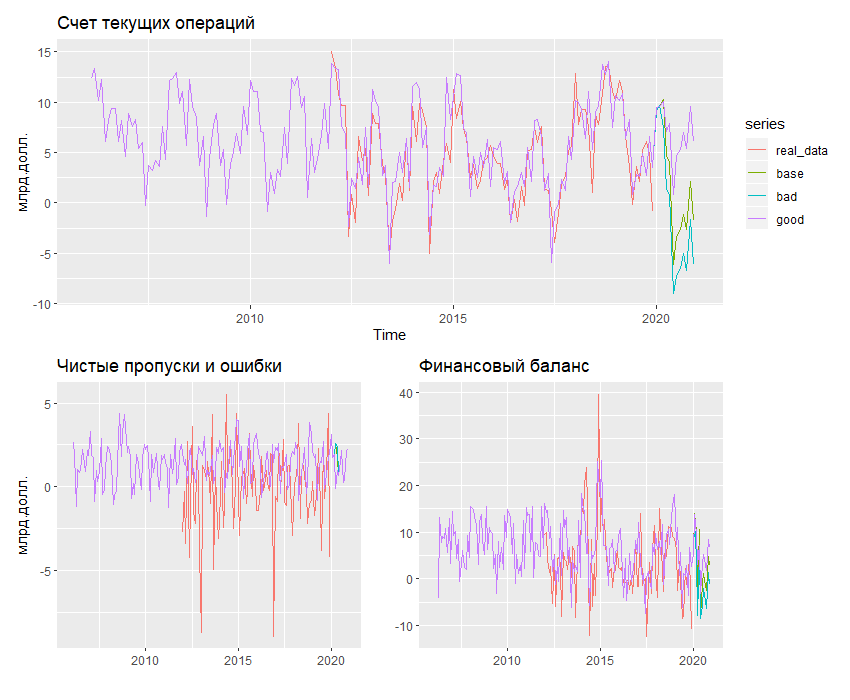 Счет текущих операций
15
10
5
0
-5
-10
млрд.долл.
2010
2015
2020
Time
series
real_data
base
bad
good
Чистые пропуски и ошибки
5
0
-5
млрд.долл.
2010
2015
2020
Финансовый баланс
40
30
20
10
0
-10
2010
2015
2020